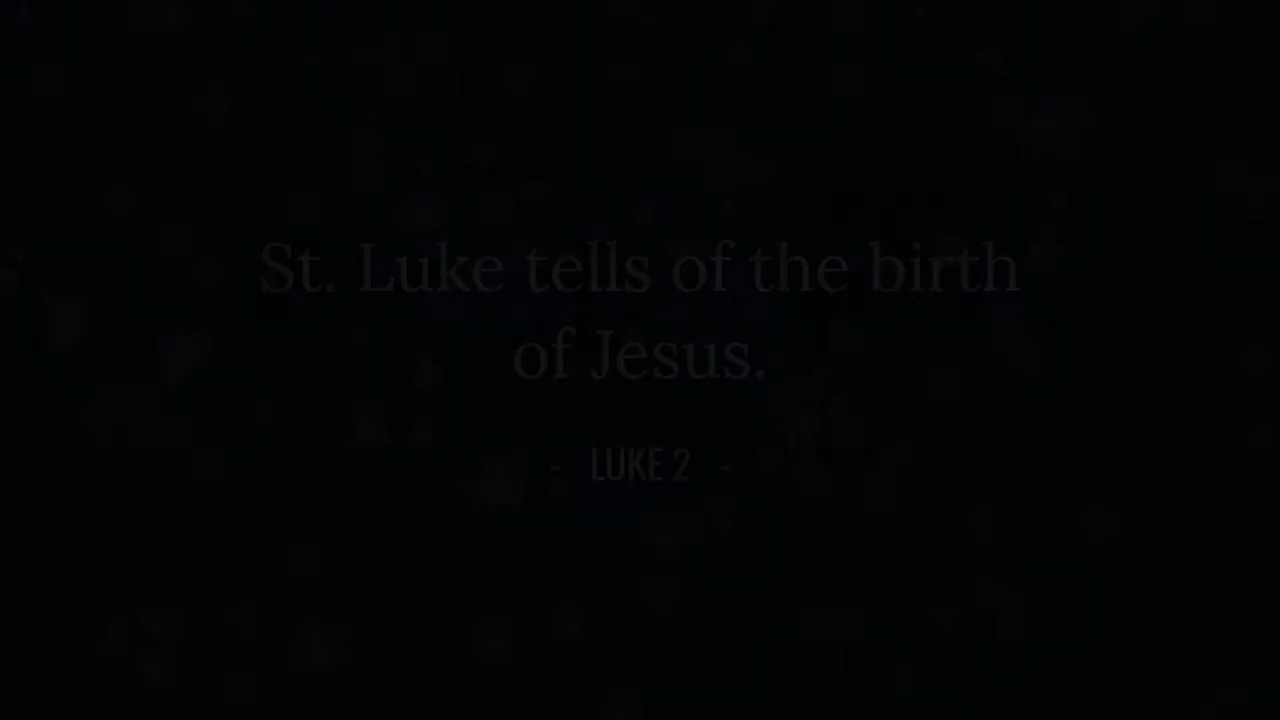 St. Luke tells of the birth
of Jesus.
- LUKE 2 -